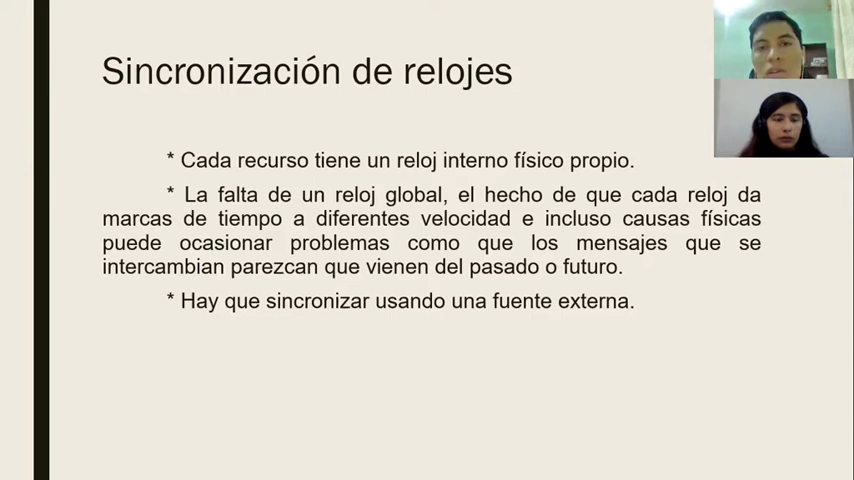 Sincronización de relojes
* Cada recurso tiene un reloj interno físico propio.
* La falta de un reloj global, el hecho de que cada reloj da
marcas de tiempo a diferentes velocidad e incluso causas físicas
puede ocasionar problemas como que los mensajes que se
intercambian parezcan que vienen del pasado o futuro.
* Hay que sincronizar usando una fuente externa.